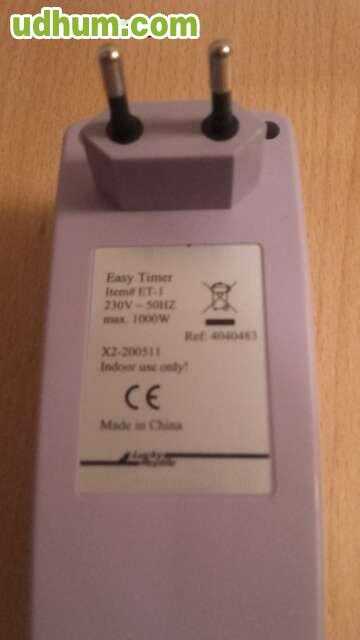 udhum.com
Easy Timer
Item# ET-1
230V ~ 50HZ
max. 1000W
Ref: 4040483
X2-200511
Indoor use only!
CE
Made in China